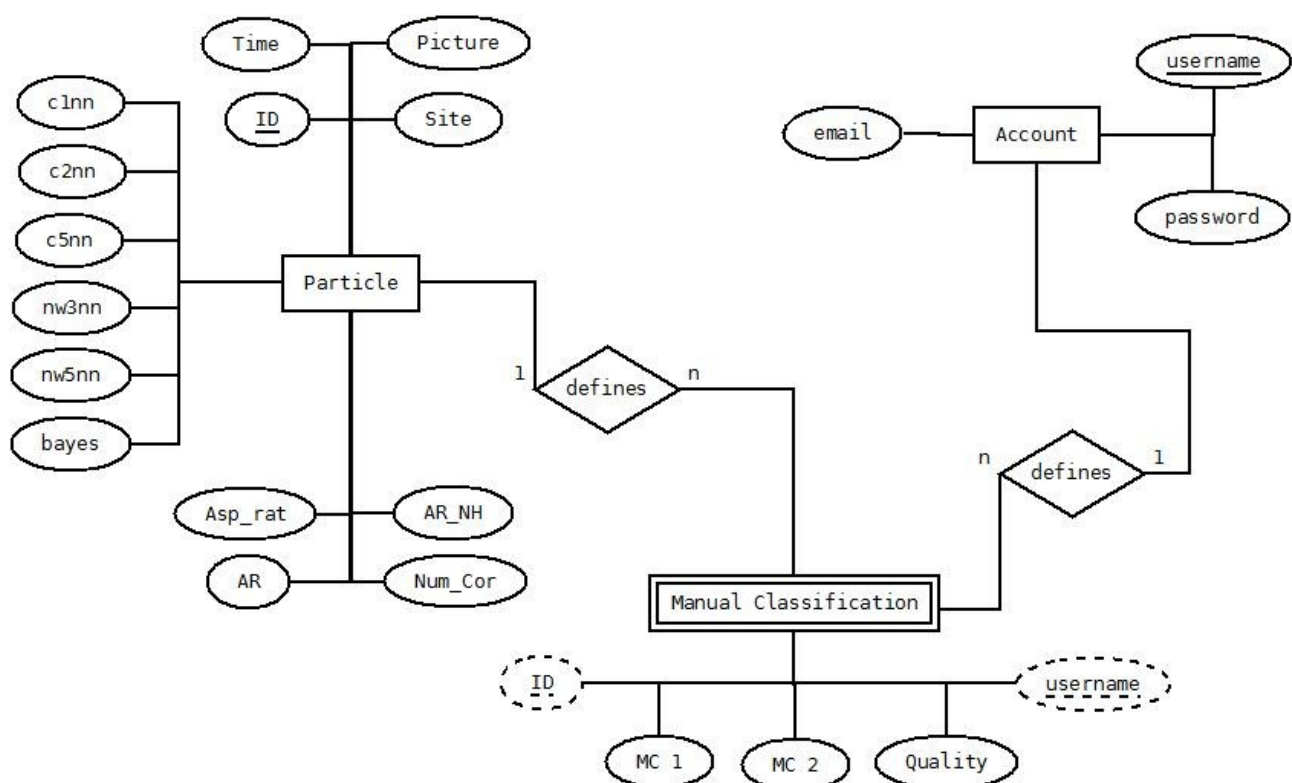 Time
Picture
username
c1nn
ID
Site
email
Account
c2nn
password
c5nn
Particle
nw3nn
nw5nn
1
defines
n
bayes
n
defines
1
Asp_rat
AR_NH
AR
Num_Cor
Manual Classification
ID
username
MC 1
MC 2
Quality